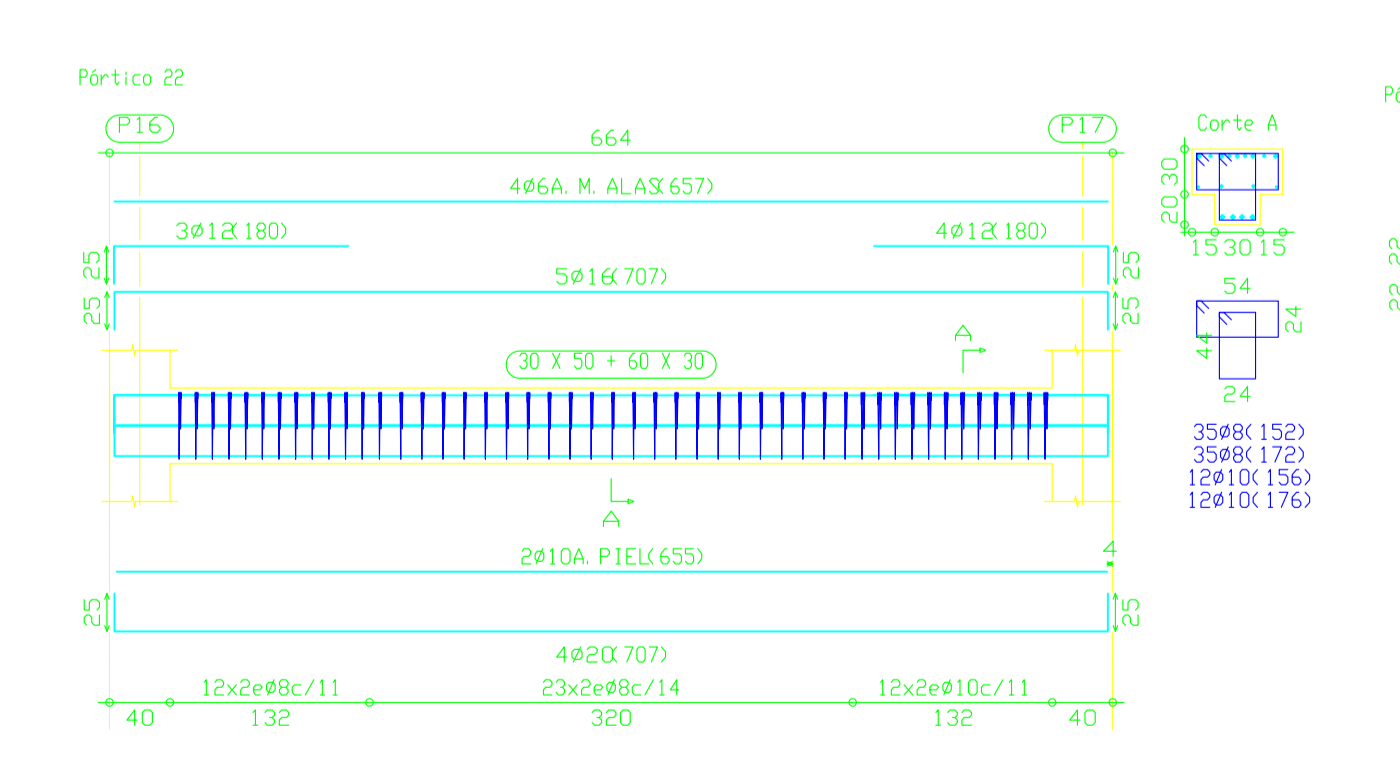 Pórtico 22
Pó
P16
P17
Corte A
664
4Ø6A. M. ALAS(657)
30
20
3Ø12(180)
4Ø12(180)
15 30 15
25
25
5Ø16(707)
22
25
25
54
22
24
A
44
30 X 50 + 60 X 30
24
35Ø8(152)
35Ø8(172)
12Ø10(156)
12Ø10(176)
A
2Ø10A. PIEL(655)
4
25
25
4Ø20(707)
12x2eØ8c/11
23x2eØ8c/14
12x2eØ10c/11
40
132
320
132
40